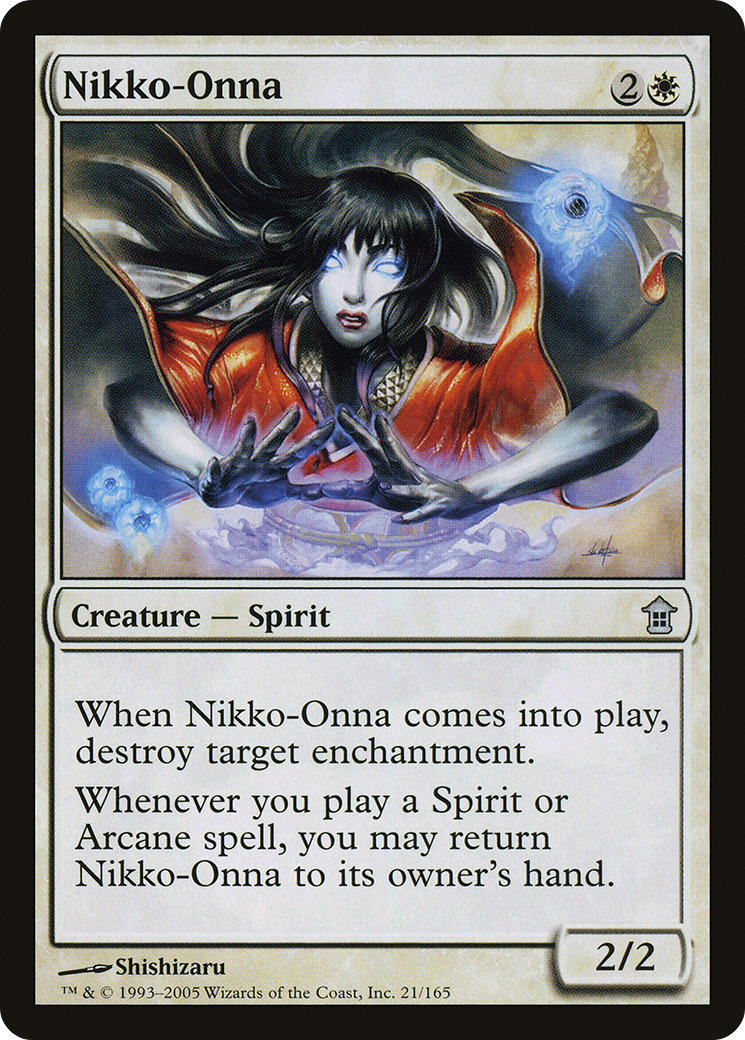 Nikko-Onna 2
Creature — Spirit
When Nikko-Onna comes into play,
destroy target enchantment.
Whenever you play a Spirit or
Arcane spell, you may return
Nikko-Onna to its owner's hand.
2/2
Shishizaru
™ & © 1993–2005 Wizards of the Coast, Inc. 21/165